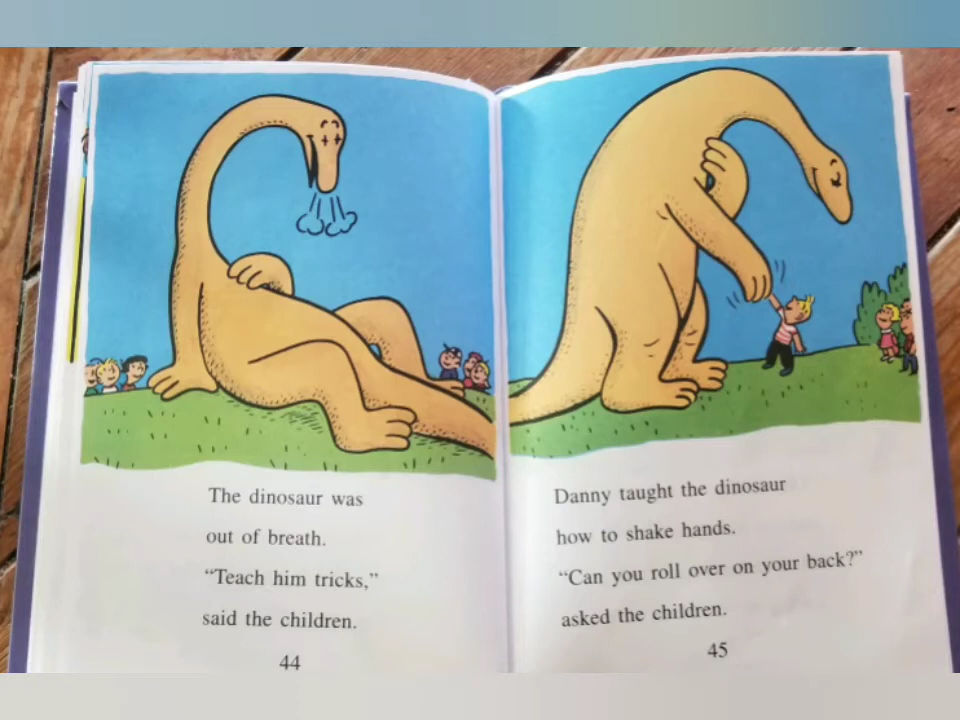 The dinosaur was
out of breath.
“Teach him tricks,”
said the children.
44
Danny taught the dinosaur
how to shake hands.
“Can you roll over on your back?”
asked the children.
45